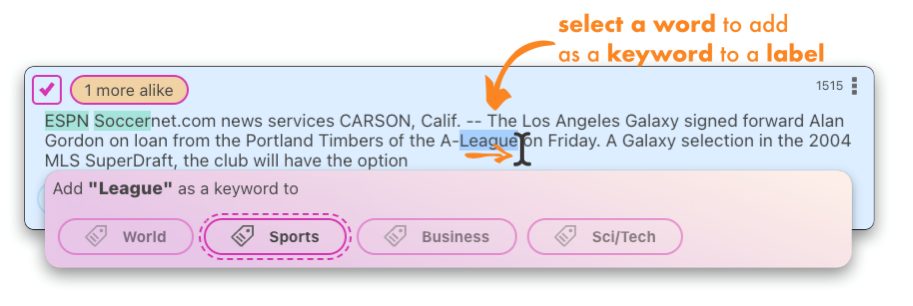 select a word to add
as a keyword to a label
1 more alike
1515
ESPN Soccernet.com news services CARSON, Calif. -- The Los Angeles Galaxy signed forward Alan
Gordon on loan from the Portland Timbers of the A-League on Friday. A Galaxy selection in the 2004
MLS SuperDraft, the club will have the option
Add "League" as a keyword to
World
Sports
Business
Sci/Tech